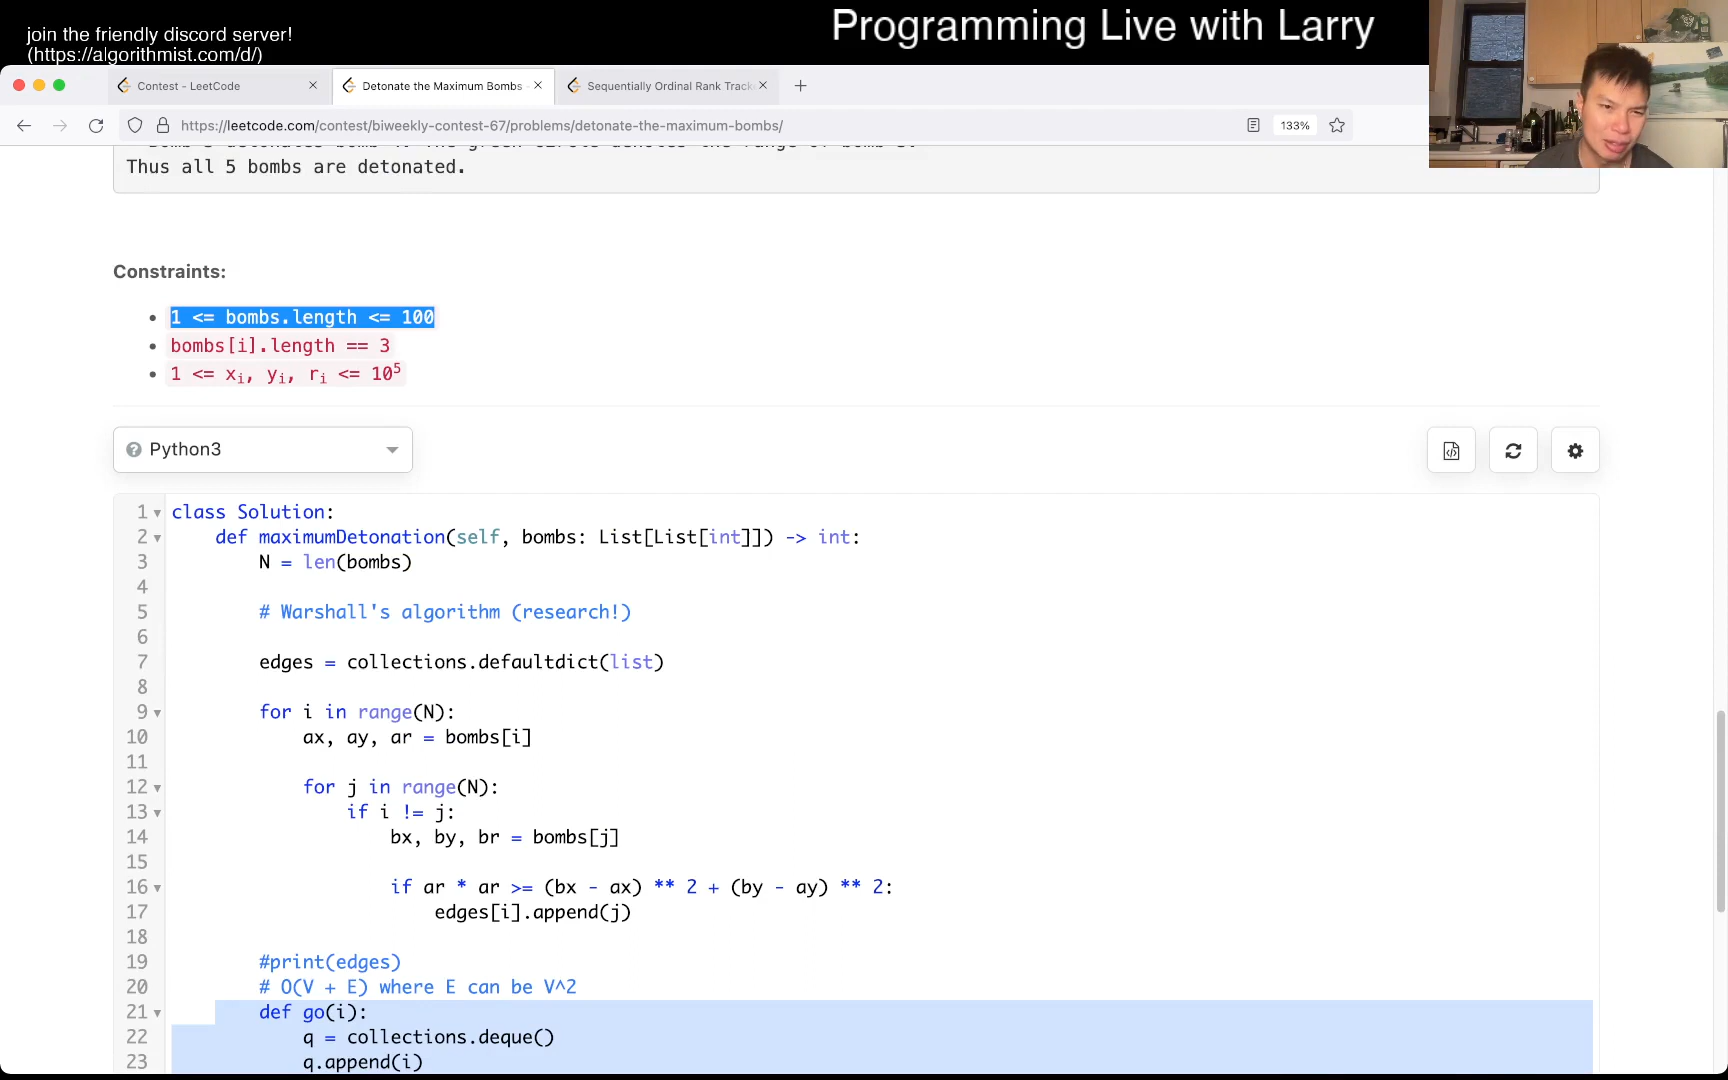 join the friendly discord server!
(https://algorithmist.com/d/)
Programming Live with Larry
Contest - LeetCode
Detonate the Maximum Bombs -
Sequentially Ordinal Rank Track
https://leetcode.com/contest/biweekly-contest-67/problems/detonate-the-maximum-bombs/
133%
Thus all 5 bombs are detonated.
Constraints:
1 <= bombs.length <= 100
bombs[i].length == 3
1 <= xi, yi, ri <= 10^5
Python3
1 class Solution:
2 def maximumDetonation(self, bombs: List[List[int]]) -> int:
3 N = len(bombs)
4
5 # Warshall's algorithm (research!)
6
7 edges = collections.defaultdict(list)
8
9 for i in range(N):
10 ax, ay, ar = bombs[i]
11
12 for j in range(N):
13 if i != j:
14 bx, by, br = bombs[j]
15
16 if ar * ar >= (bx - ax) ** 2 + (by - ay) ** 2:
17 edges[i].append(j)
18
19 #print(edges)
20 # O(V + E) where E can be V^2
21 def go(i):
22 q = collections.deque()
23 q.append(i)